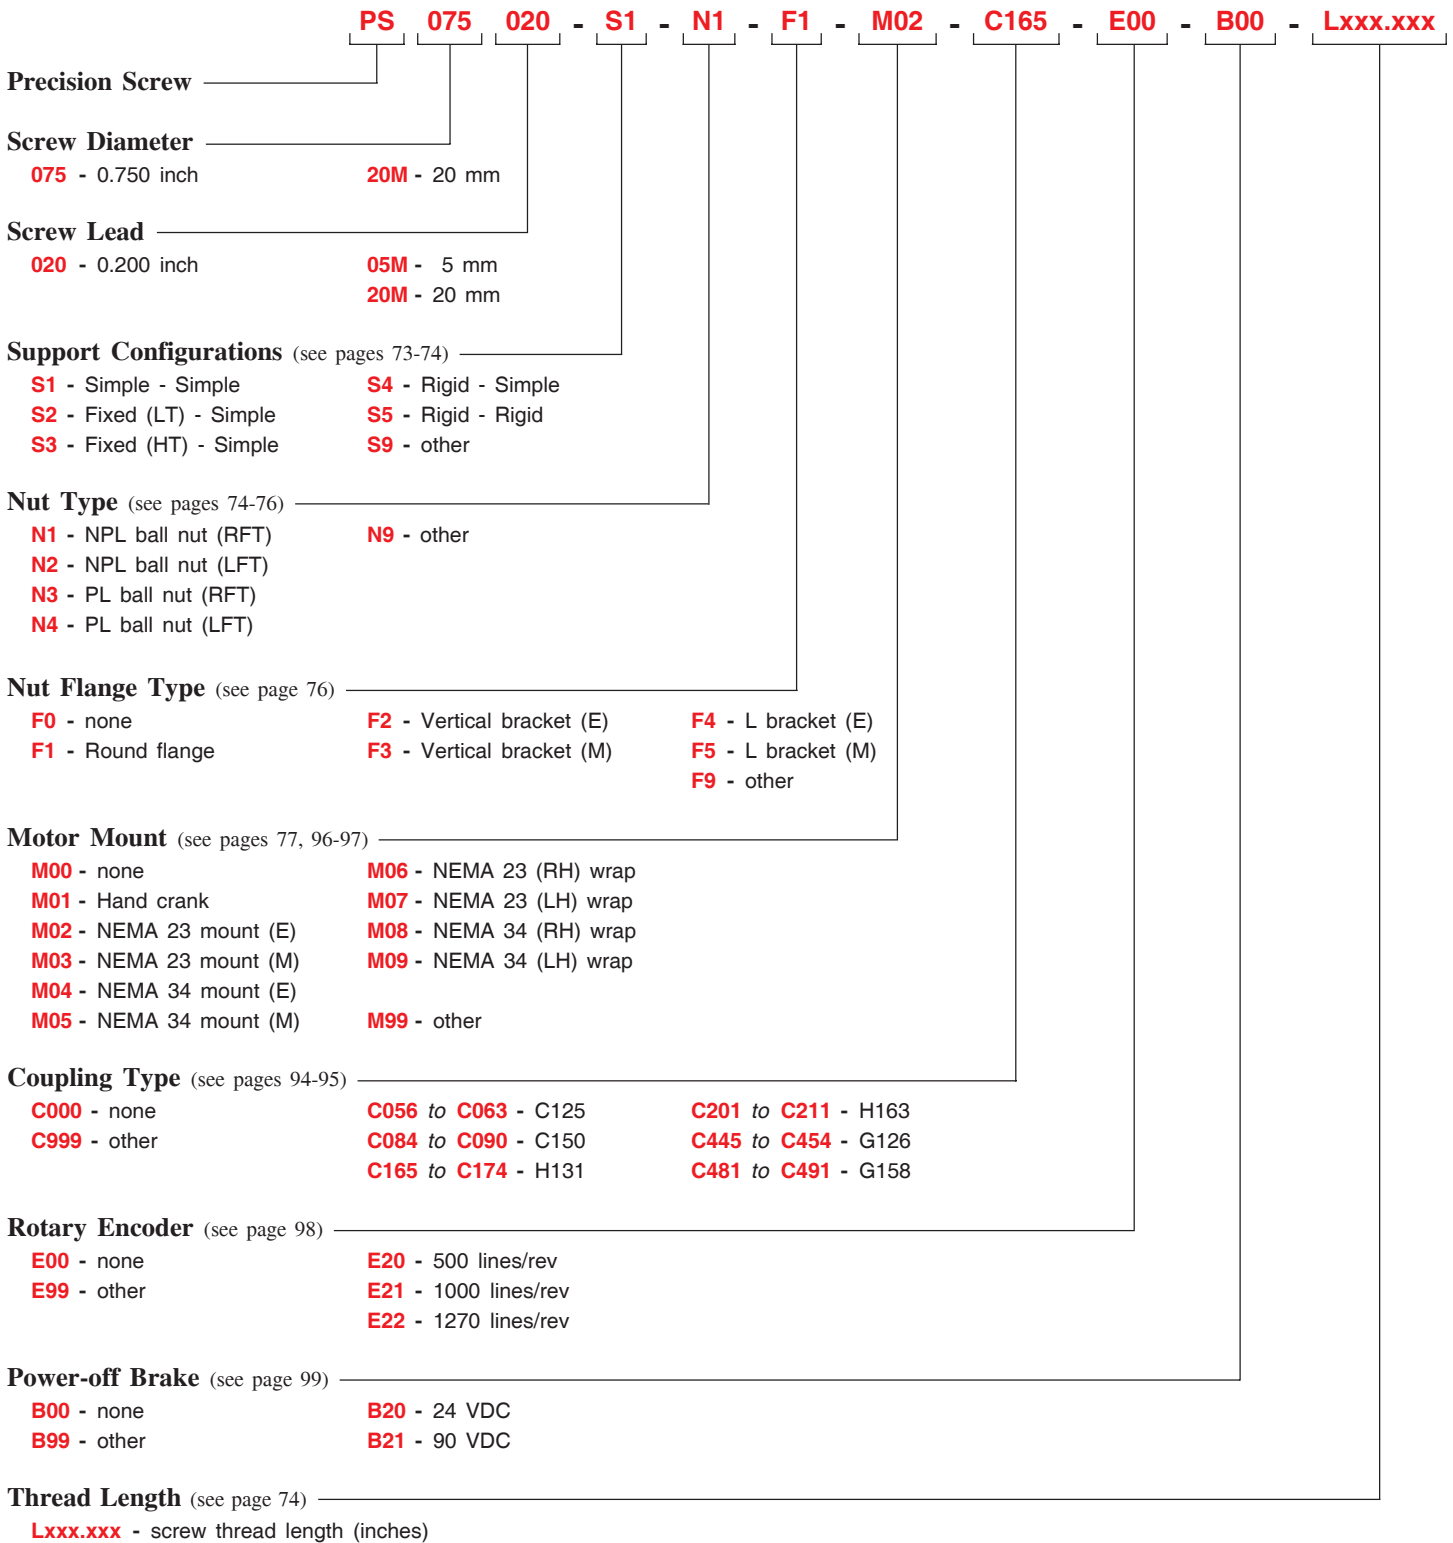 PS 075 020 - S1 - N1 - F1 - M02 - C165 - E00 - B00 - Lxxx.xxx
Precision Screw
Screw Diameter
075 - 0.750 inch 20M - 20 mm
Screw Lead
020 - 0.200 inch 05M - 5 mm
20M - 20 mm
Support Configurations (see pages 73-74)
S1 - Simple - Simple S4 - Rigid - Simple
S2 - Fixed (LT) - Simple S5 - Rigid - Rigid
S3 - Fixed (HT) - Simple S9 - other
Nut Type (see pages 74-76)
N1 - NPL ball nut (RFT) N9 - other
N2 - NPL ball nut (LFT)
N3 - PL ball nut (RFT)
N4 - PL ball nut (LFT)
Nut Flange Type (see page 76)
F0 - none F2 - Vertical bracket (E) F4 - L bracket (E)
F1 - Round flange F3 - Vertical bracket (M) F5 - L bracket (M)
F9 - other
Motor Mount (see pages 77, 96-97)
M00 - none M06 - NEMA 23 (RH) wrap
M01 - Hand crank M07 - NEMA 23 (LH) wrap
M02 - NEMA 23 mount (E) M08 - NEMA 34 (RH) wrap
M03 - NEMA 23 mount (M) M09 - NEMA 34 (LH) wrap
M04 - NEMA 34 mount (E)
M05 - NEMA 34 mount (M) M99 - other
Coupling Type (see pages 94-95)
C000 - none C056 to C063 - C125 C201 to C211 - H163
C999 - other C084 to C090 - C150 C445 to C454 - G126
C165 to C174 - H131 C481 to C491 - G158
Rotary Encoder (see page 98)
E00 - none E20 - 500 lines/rev
E99 - other E21 - 1000 lines/rev
E22 - 1270 lines/rev
Power-off Brake (see page 99)
B00 - none B20 - 24 VDC
B99 - other B21 - 90 VDC
Thread Length (see page 74)
Lxxx.xxx - screw thread length (inches)